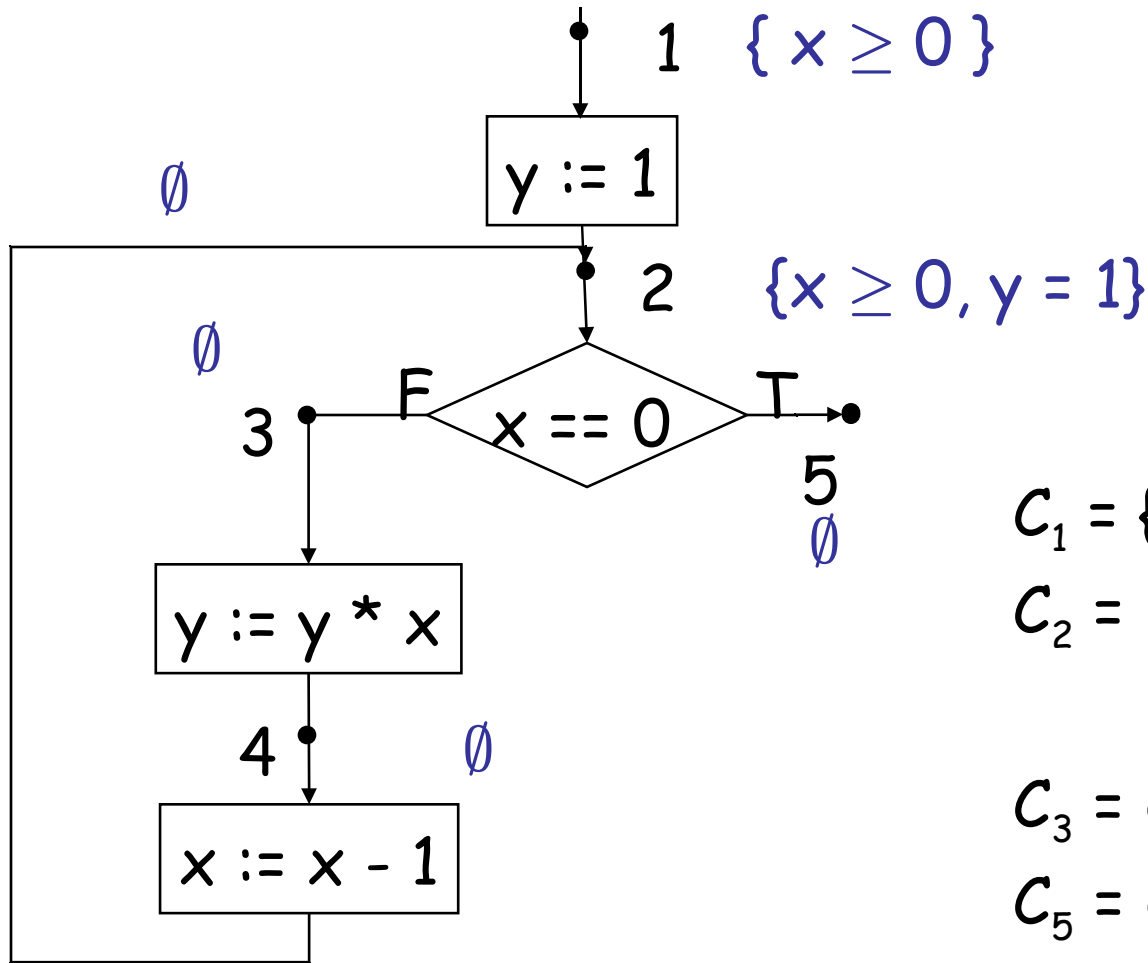 1 { x ≥ 0 }
y := 1
∅
2 {x ≥ 0, y = 1}
∅
F
T
3
x == 0
5
∅
C1 = {
C2 =
y := y * x
4 ∅
C3 =
x := x - 1
C5 =